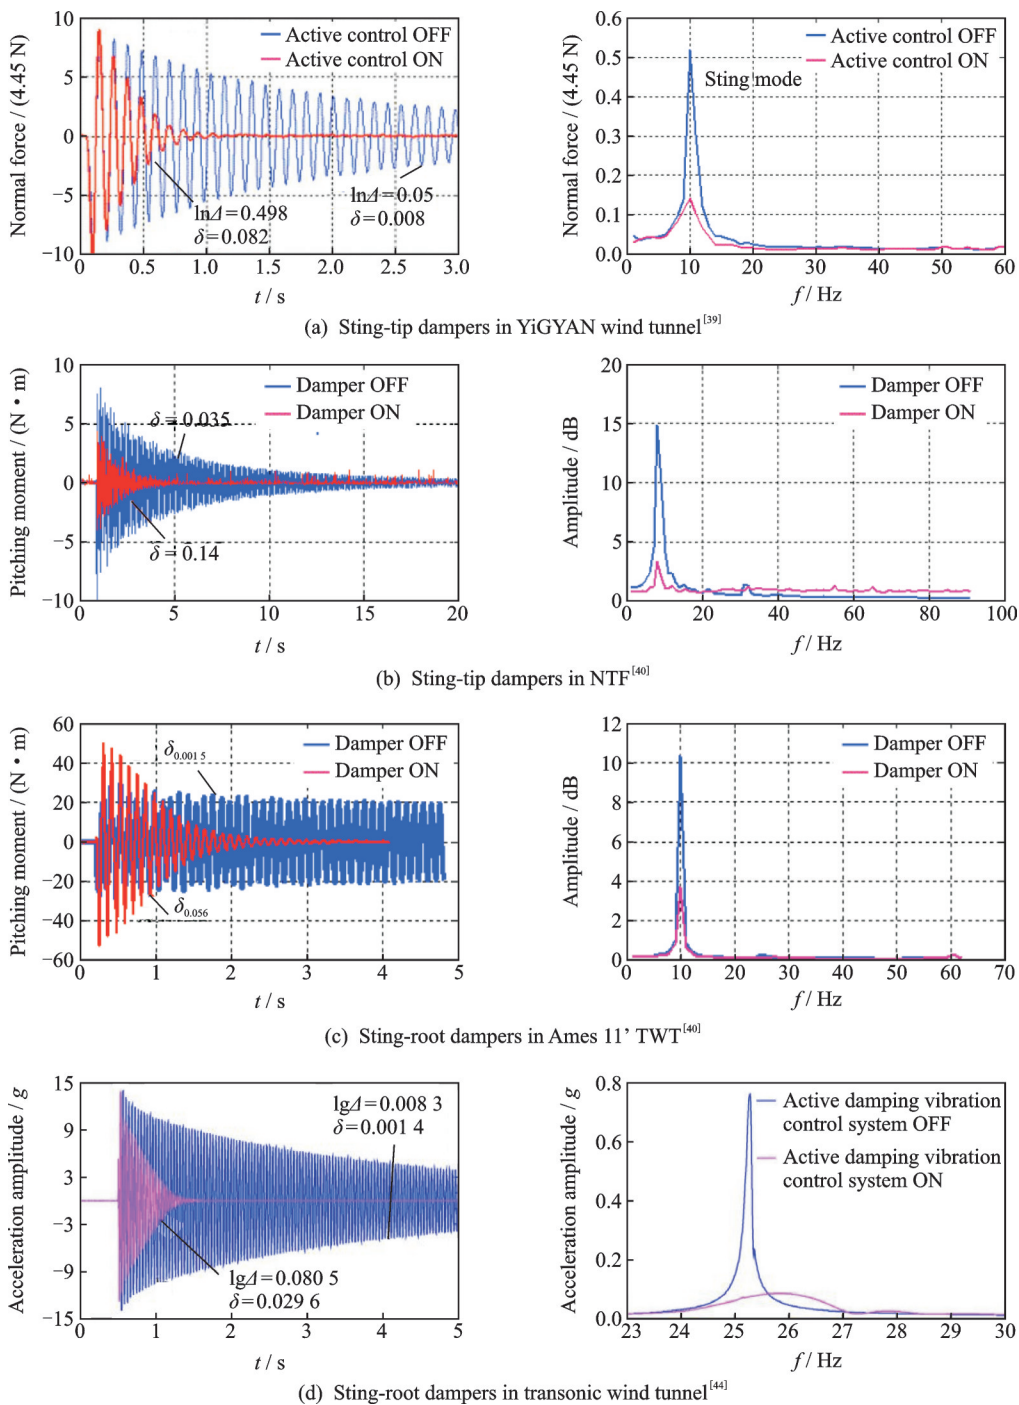 Normal force / (4.45 N)
10
5
0
−5
−10
Active control OFF
Active control ON
lnΔ=0.498
δ=0.082
lnΔ=0.05
δ=0.008
0 0.5 1.0 1.5 2.0 2.5 3.0
t / s
Normal force / (4.45 N)
0.6
0.5
0.4
0.3
0.2
0.1
0.0
Active control OFF
Active control ON
Sting mode
0 10 20 30 40 50 60
f / Hz
(a) Sting-tip dampers in YiGYAN wind tunnel[39]
Pitching moment / (N • m)
10
5
0
−5
−10
Damper OFF
Damper ON
δ=0.035
δ=0.14
0 5 10 15 20
t / s
Amplitude / dB
20
15
10
5
0
Damper OFF
Damper ON
0 20 40 60 80 100
f / Hz
(b) Sting-tip dampers in NTF[40]
Pitching moment / (N • m)
60
40
20
0
−20
−40
−60
Damper OFF
Damper ON
δ0.001 5
δ0.056
0 1 2 3 4 5
t / s
Amplitude / dB
12
10
8
6
4
2
0
Damper OFF
Damper ON
0 10 20 30 40 50 60 70
f / Hz
(c) Sting-root dampers in Ames 11' TWT[40]
Acceleration amplitude / g
15
9
3
−3
−9
−15
lgΔ=0.008 3
δ=0.001 4
lgΔ=0.080 5
δ=0.029 6
0 1 2 3 4 5
t / s
Acceleration amplitude / g
0.8
0.6
0.4
0.2
0.0
Active damping vibration
control system OFF
Active damping vibration
control system ON
23 24 25 26 27 28 29 30
f / Hz
(d) Sting-root dampers in transonic wind tunnel[44]